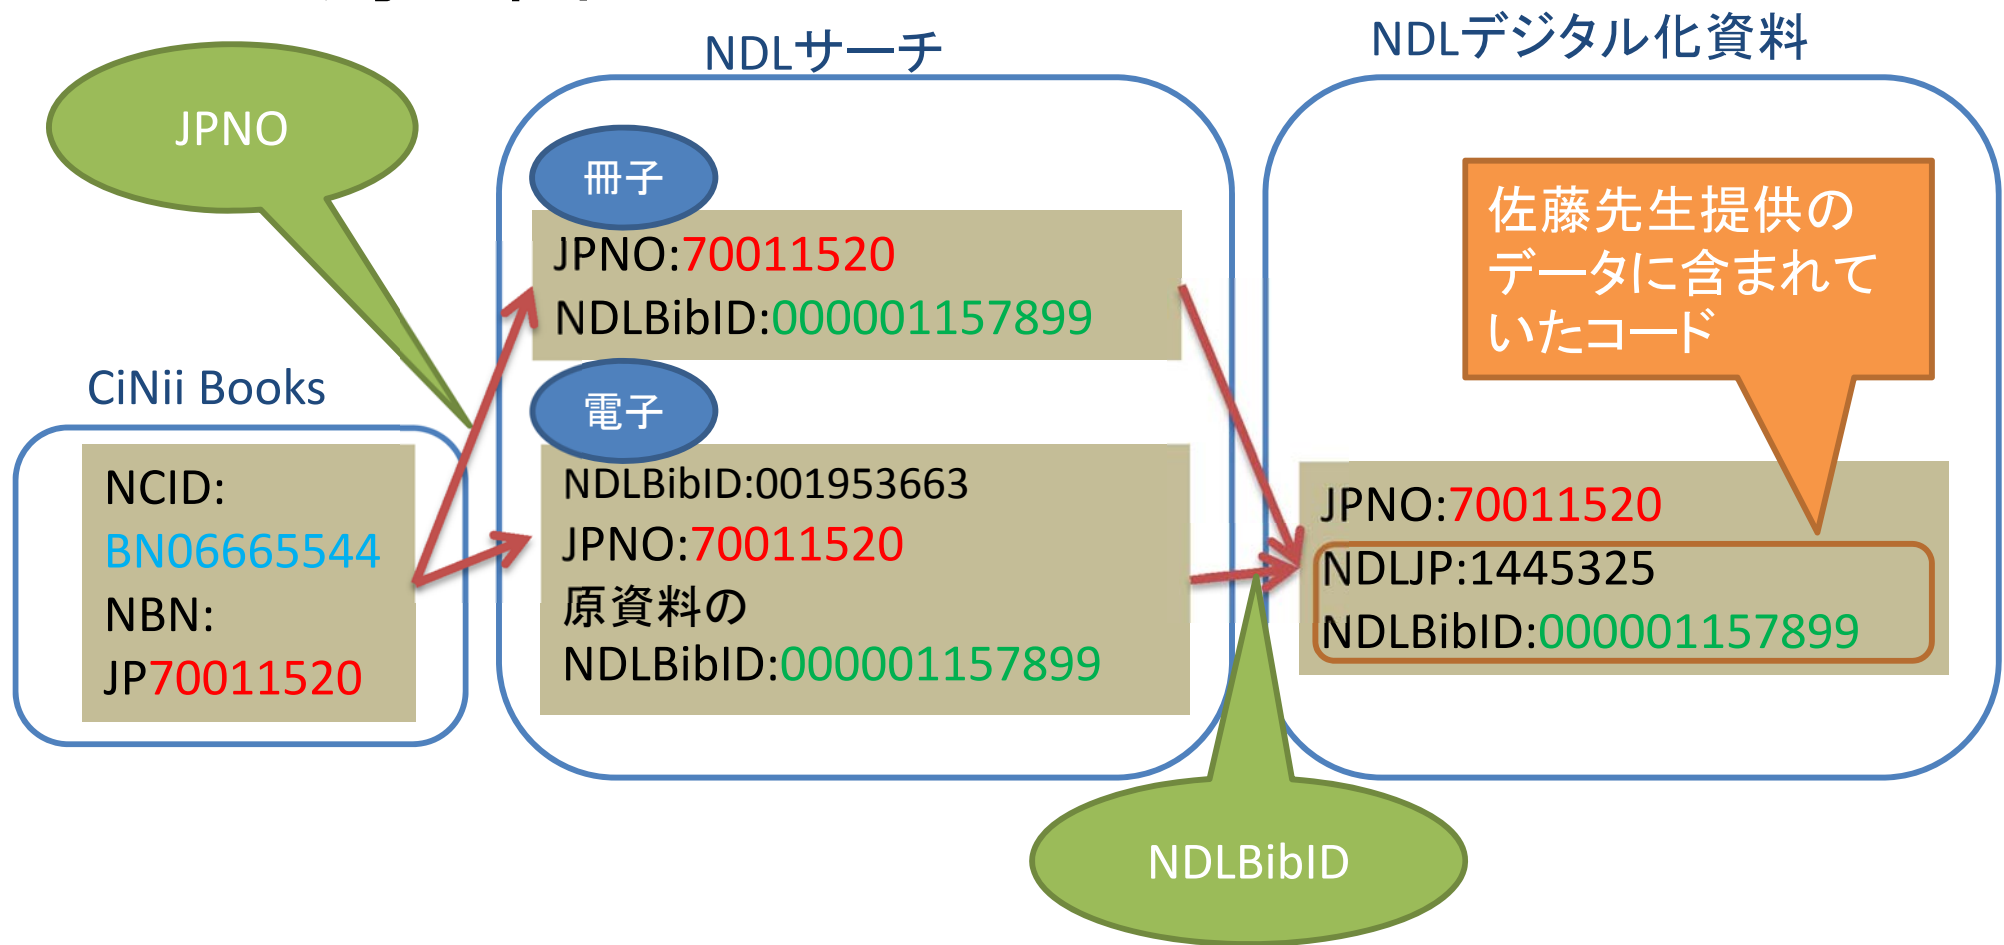 NDLサーチ
NDLデジタル化資料
JPNO
冊子
JPNO:70011520
NDLBibID:000001157899
佐藤先生提供の
データに含まれて
いたコード
CiNii Books
NCID:
BN06665544
NBN:
JP70011520
電子
NDLBibID:001953663
JPNO:70011520
原資料の
NDLBibID:000001157899
JPNO:70011520
NDLJP:1445325
NDLBibID:000001157899
NDLBibID